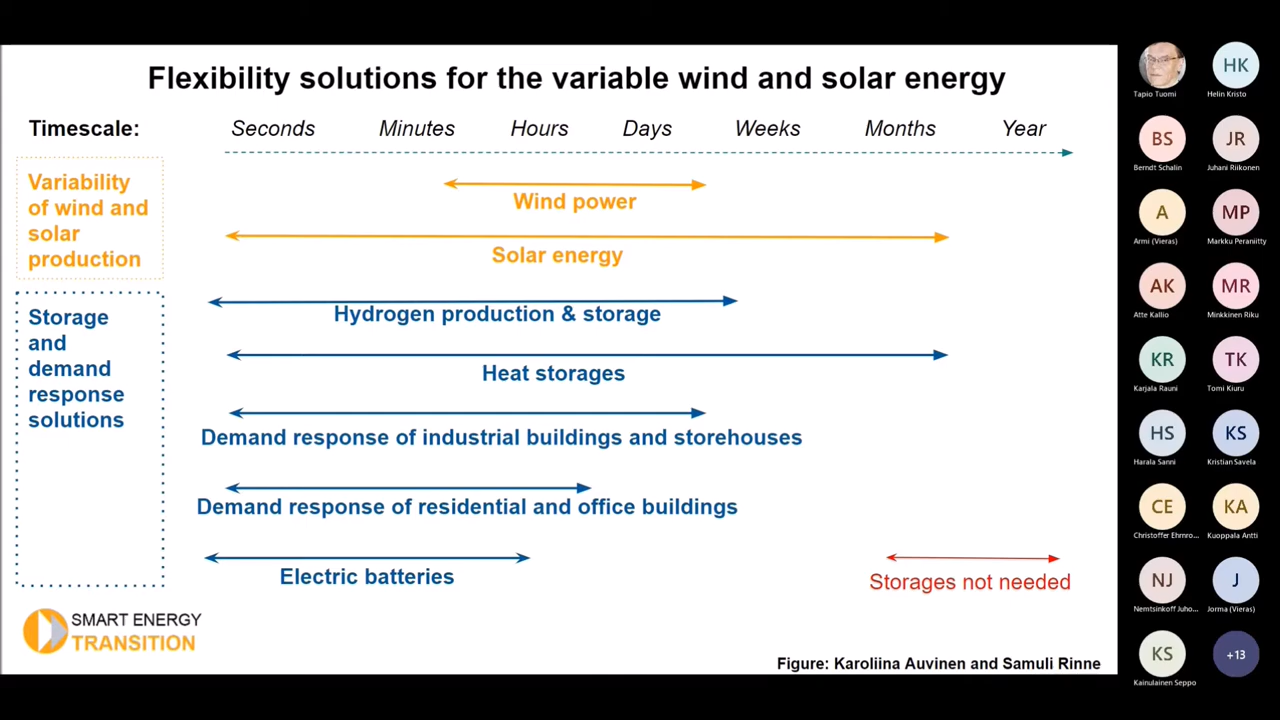 Flexibility solutions for the variable wind and solar energy
Timescale:
Seconds
Minutes
Hours
Days
Weeks
Months
Year
Variability
of wind and
solar
production
Wind power
Solar energy
Storage
and
demand
response
solutions
Hydrogen production & storage
Heat storages
Demand response of industrial buildings and storehouses
Demand response of residential and office buildings
Electric batteries
Storages not needed
SMART ENERGY
TRANSITION
Figure: Karoliina Auvinen and Samuli Rinne
Tapio Tuomi
HK
Helin Kristo
BS
Berndt Schalin
JR
Juhani Riikonen
A
Armi (Vieras)
MP
Markku Peraniitty
AK
Atte Kallio
MR
Minkkinen Riku
KR
Karjala Rauni
TK
Tomi Kiuru
HS
Harala Sanni
KS
Kristian Savela
CE
Christoffer Ehrnro...
KA
Kuoppala Antti
NJ
Nemtsinkoff Juho...
J
Jorma (Vieras)
KS
Kainulainen Seppo
+13